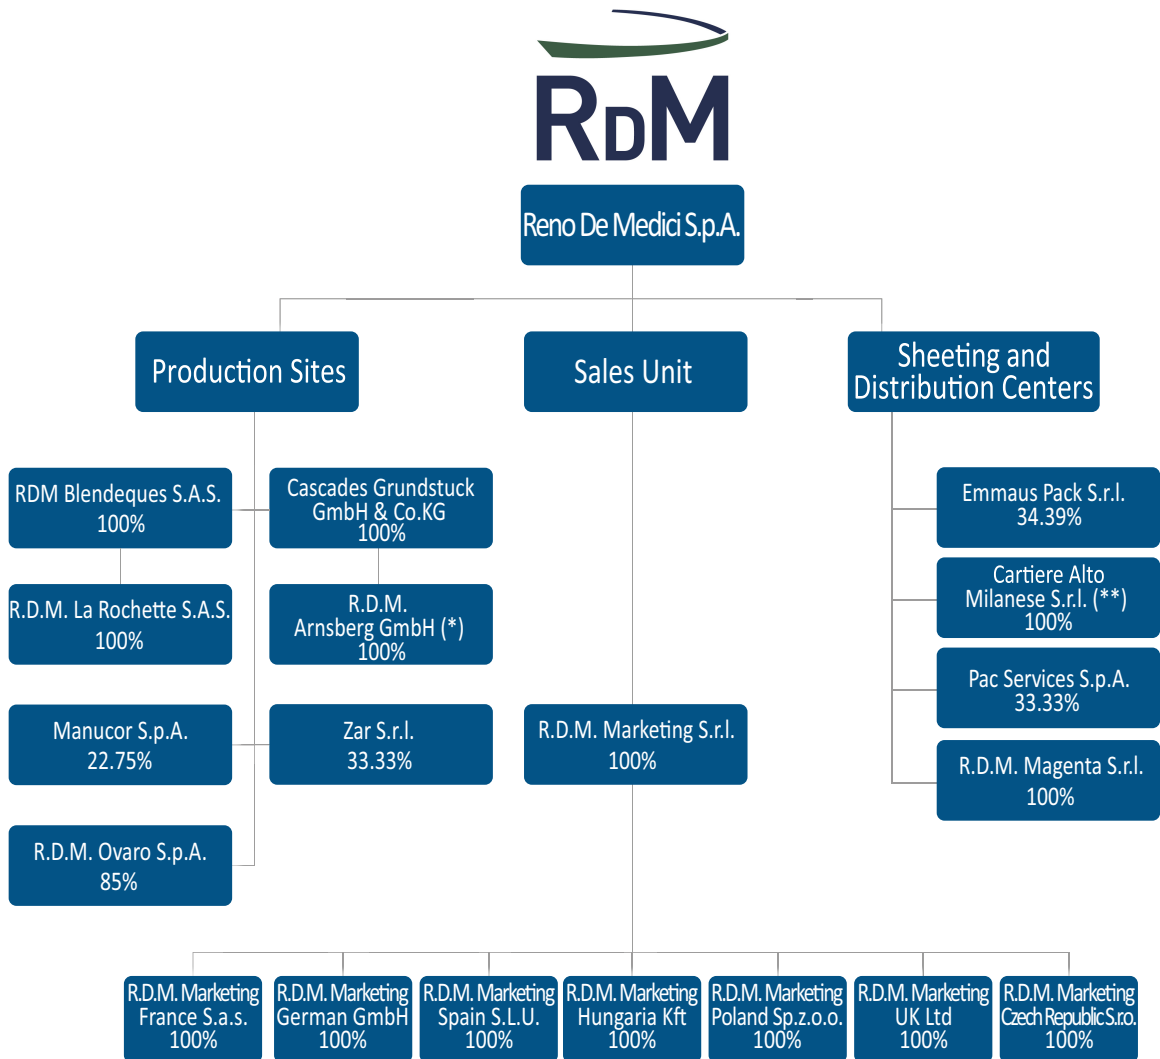 RDM
Reno De Medici S.p.A.
Production Sites
Sales Unit
Sheeting and
Distribution Centers
RDM Blendeques S.A.S.
100%
Cascades Grundstuck
GmbH & Co.KG
100%
R.D.M. La Rochette S.A.S.
100%
R.D.M.
Arnsberg GmbH (*)
100%
Manucor S.p.A.
22.75%
Zar S.r.l.
33.33%
R.D.M. Ovaro S.p.A.
85%
R.D.M. Marketing S.r.l.
100%
Emmaus Pack S.r.l.
34.39%
Cartiere Alto
Milanese S.r.l. (**)
100%
Pac Services S.p.A.
33.33%
R.D.M. Magenta S.r.l.
100%
R.D.M. Marketing
France S.a.s.
100%
R.D.M. Marketing
German GmbH
100%
R.D.M. Marketing
Spain S.L.U.
100%
R.D.M. Marketing
Hungaria Kft
100%
R.D.M. Marketing
Poland Sp.z.o.o.
100%
R.D.M. Marketing
UK Ltd
100%
R.D.M. Marketing
Czech Republic S.r.o.
100%